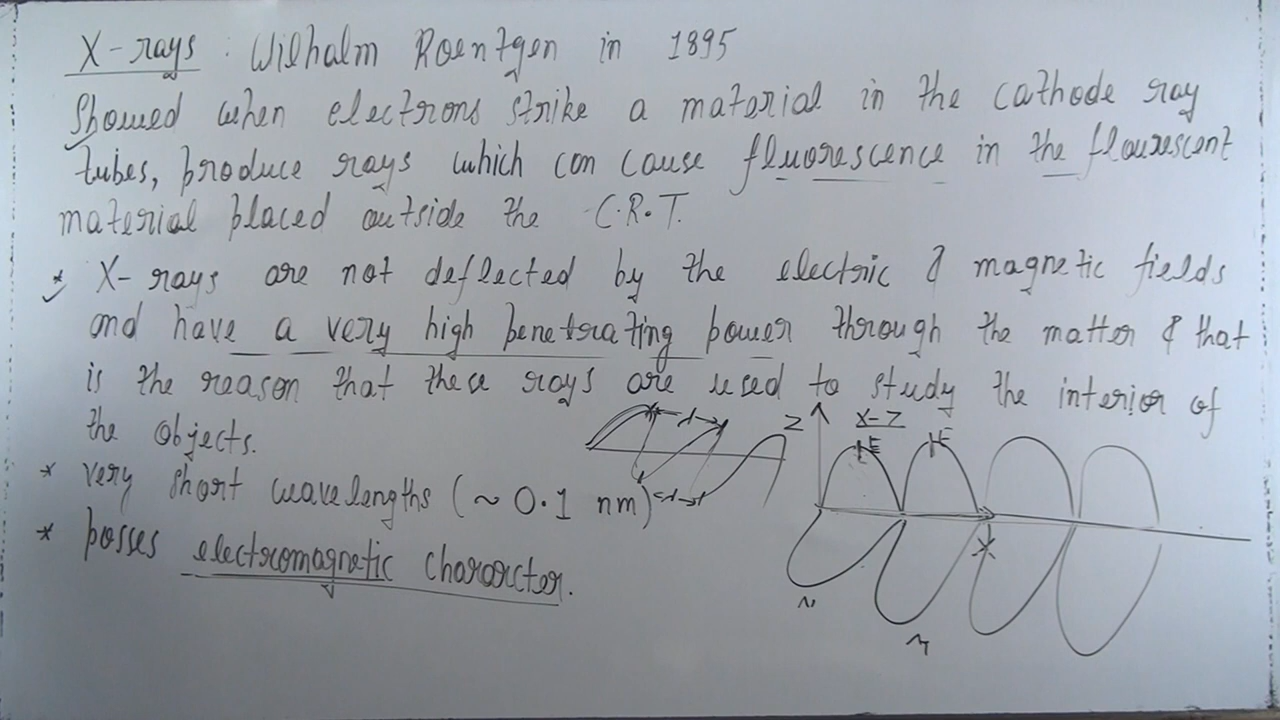 X-rays : Wilhalm Roentgen in 1895
Showed when electrons strike a material in the cathode ray
tubes, produce rays which can cause fluorescence in the flourescent
material placed outside the C.R.T.
* X-rays are not deflected by the electric & magnetic fields
and have a very high penetrating power through the matter & that
is the reason that these rays are used to study the interior of
the objects.
* very short wavelengths (~ 0.1 nm)
* posses electromagnetic chararcter.
λ
λ
Z
X-Z
E
E
X